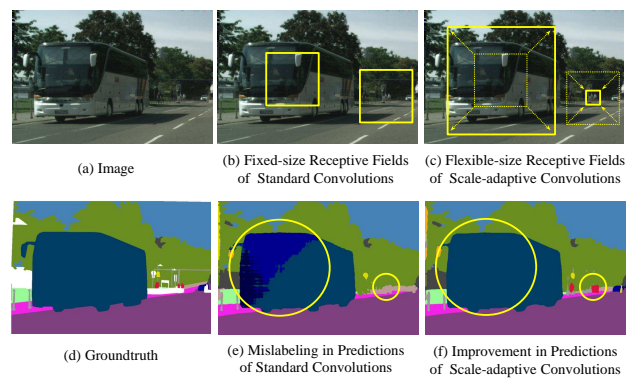 (a) Image
(b) Fixed-size Receptive Fields
of Standard Convolutions
(c) Flexible-size Receptive Fields
of Scale-adaptive Convolutions
(d) Groundtruth
(e) Mislabeling in Predictions
of Standard Convolutions
(f) Improvement in Predictions
of Scale-adaptive Convolutions